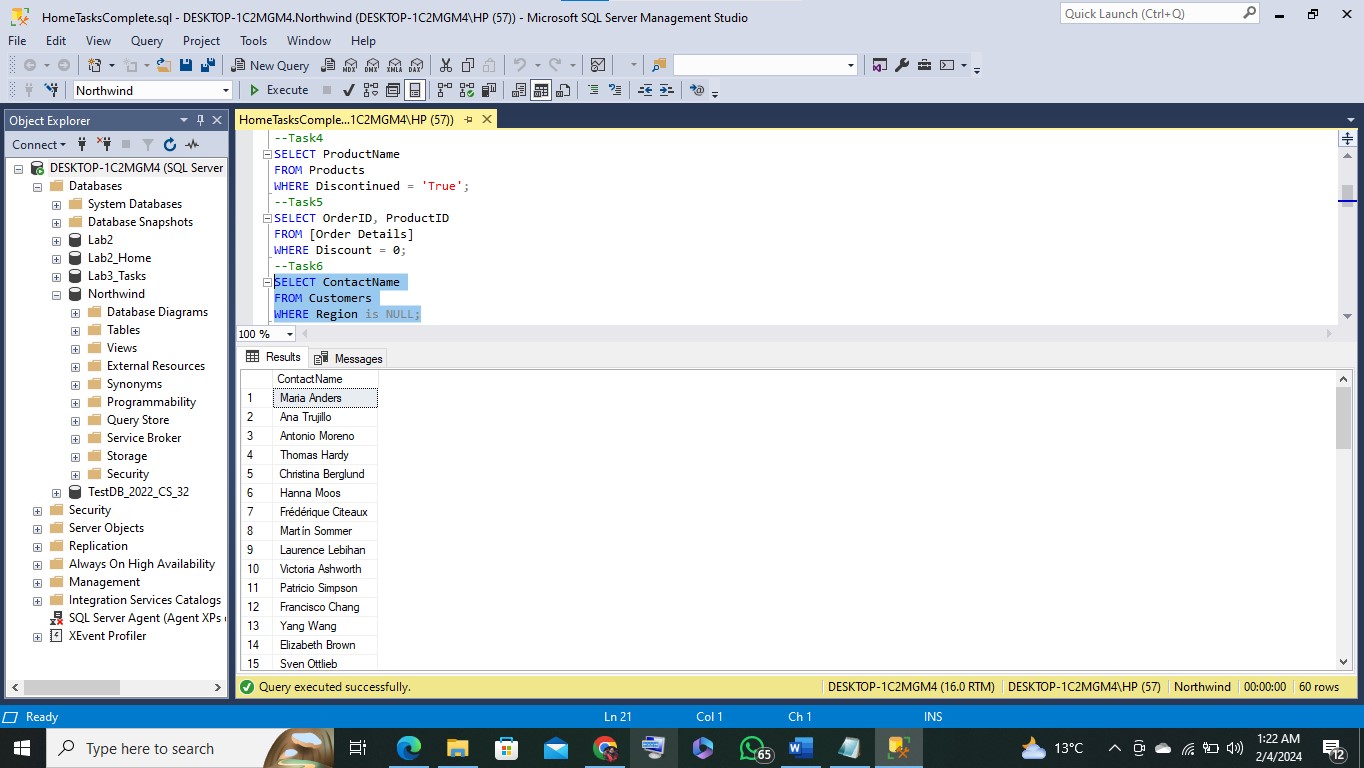 HomeTasksComplete.sql - DESKTOP-1C2MGM4.Northwind (DESKTOP-1C2MGM4\HP (57)) - Microsoft SQL Server Management Studio
Quick Launch (Ctrl+Q)
File Edit View Query Project Tools Window Help
New Query MDX DMX XMLA DAX
Northwind Execute
Object Explorer
HomeTasksComple...1C2MGM4\HP (57))
Connect
DESKTOP-1C2MGM4 (SQL Server
Databases
System Databases
Database Snapshots
Lab2
Lab2_Home
Lab3_Tasks
Northwind
Database Diagrams
Tables
Views
External Resources
Synonyms
Programmability
Query Store
Service Broker
Storage
Security
TestDB_2022_CS_32
Security
Server Objects
Replication
Always On High Availability
Management
Integration Services Catalogs
SQL Server Agent (Agent XPs
XEvent Profiler
--Task4
SELECT ProductName
FROM Products
WHERE Discontinued = 'True';
--Task5
SELECT OrderID, ProductID
FROM [Order Details]
WHERE Discount = 0;
--Task6
SELECT ContactName
FROM Customers
WHERE Region is NULL;
100 %
Results Messages
ContactName
1 Maria Anders
2 Ana Trujillo
3 Antonio Moreno
4 Thomas Hardy
5 Christina Berglund
6 Hanna Moos
7 Frédérique Citeaux
8 Martín Sommer
9 Laurence Lebihan
10 Victoria Ashworth
11 Patricio Simpson
12 Francisco Chang
13 Yang Wang
14 Elizabeth Brown
15 Sven Ottlieb
Query executed successfully. DESKTOP-1C2MGM4 (16.0 RTM) DESKTOP-1C2MGM4\HP (57) Northwind 00:00:00 60 rows
Ready Ln 21 Col 1 Ch 1 INS
Type here to search 65 13°C 1:22 AM
2/4/2024 12